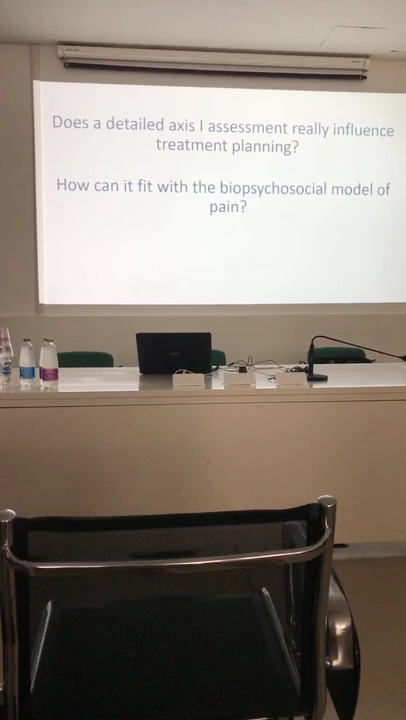 Does a detailed axis I assessment really influence
treatment planning?
How can it fit with the biopsychosocial model of
pain?